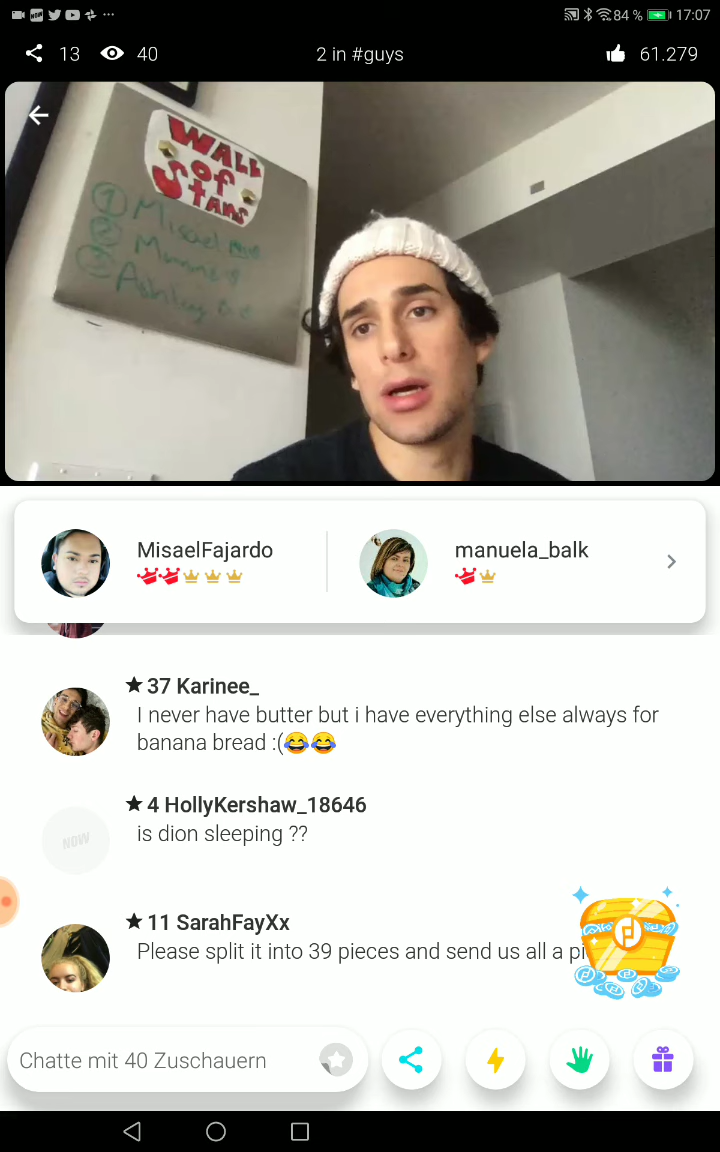 84 % 17:07
13 40 2 in #guys 61.279
WALL
of
Stars
1 Misael
2
3 Ashley
MisaelFajardo
manuela_balk
37 Karinee_
I never have butter but i have everything else always for
banana bread :(😂😂
4 HollyKershaw_18646
NOW
is dion sleeping ??
11 SarahFayXx
Please split it into 39 pieces and send us all a pi
Chatte mit 40 Zuschauern